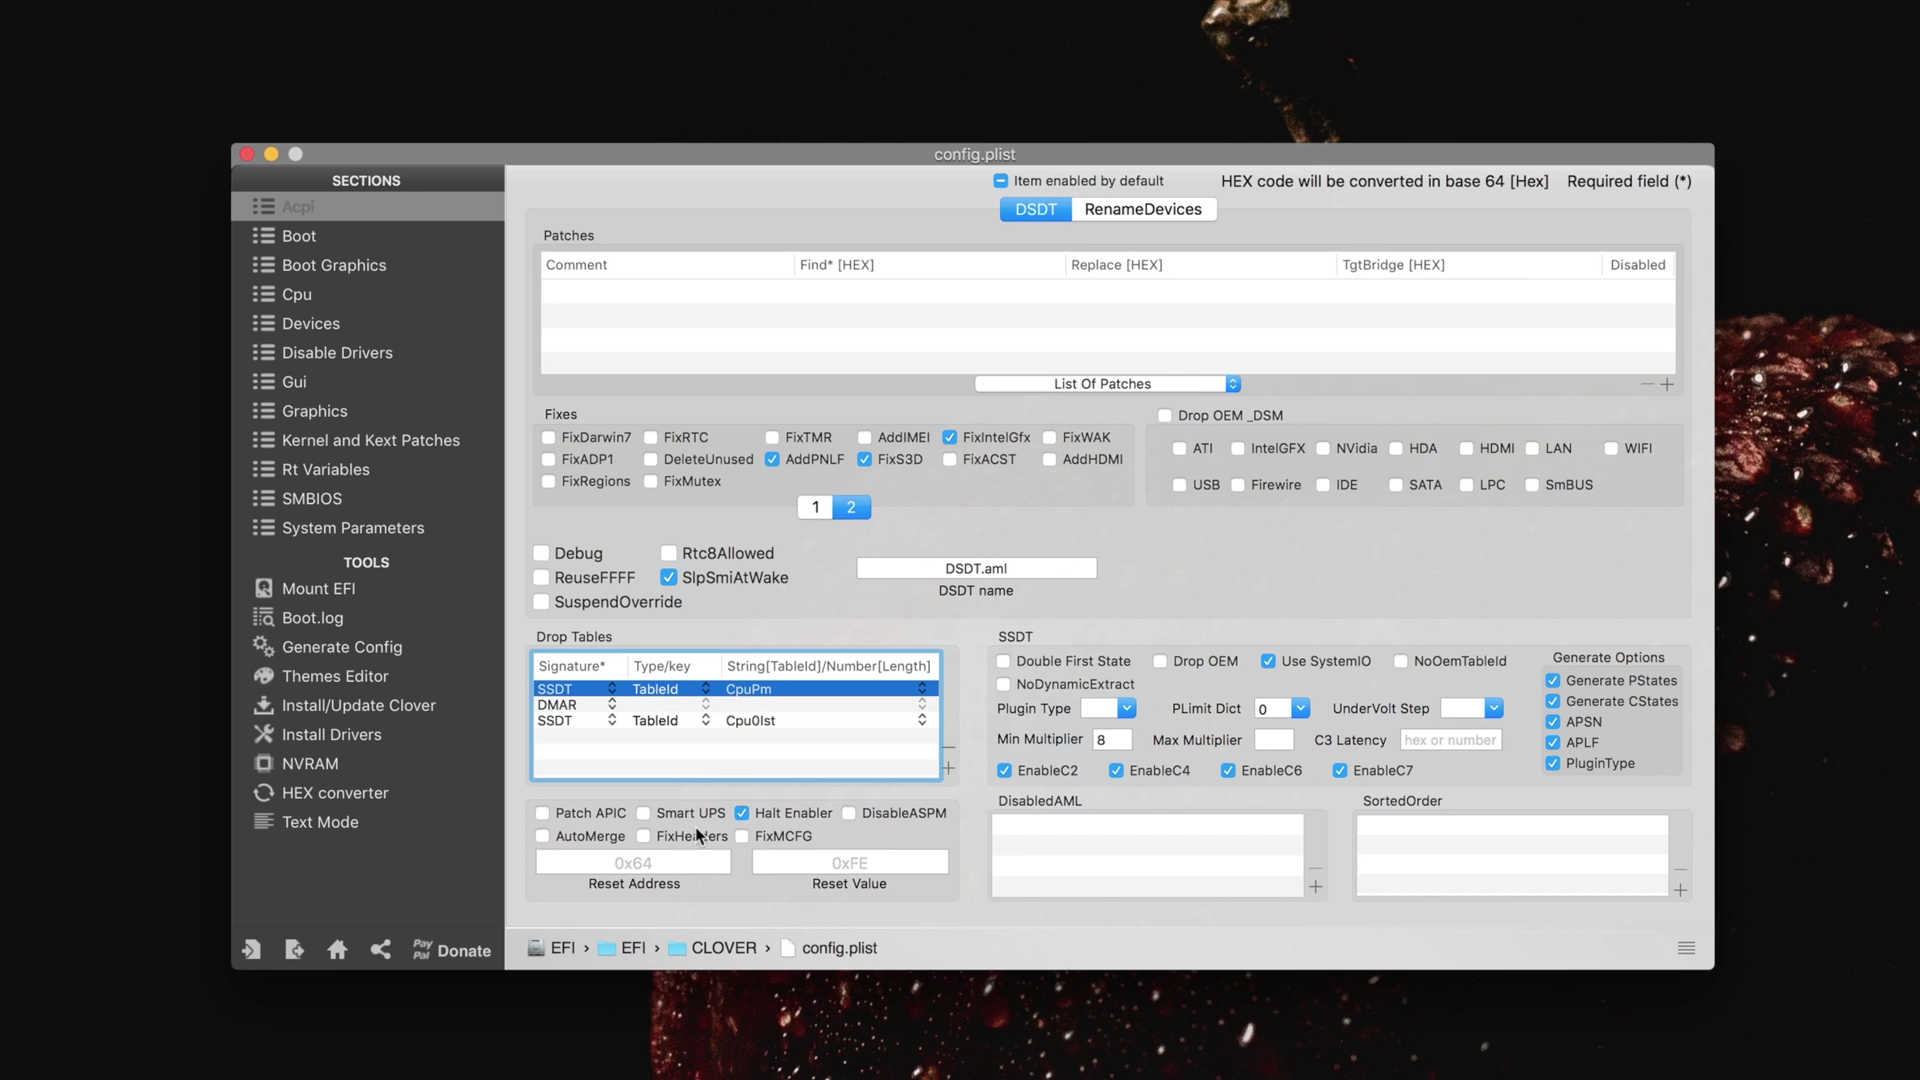 config.plist
SECTIONS
Acpi
Boot
Boot Graphics
Cpu
Devices
Disable Drivers
Gui
Graphics
Kernel and Kext Patches
Rt Variables
SMBIOS
System Parameters
TOOLS
Mount EFI
Boot.log
Generate Config
Themes Editor
Install/Update Clover
Install Drivers
NVRAM
HEX converter
Text Mode
Pay Pal Donate
Item enabled by default HEX code will be converted in base 64 [Hex] Required field (*)
DSDT RenameDevices
Patches
Comment Find* [HEX] Replace [HEX] TgtBridge [HEX] Disabled
List Of Patches
Fixes
FixDarwin7 FixRTC FixTMR AddIMEI FixIntelGfx FixWAK
FixADP1 DeleteUnused AddPNLF FixS3D FixACST AddHDMI
FixRegions FixMutex
1 2
Drop OEM _DSM
ATI IntelGFX NVidia HDA HDMI LAN WIFI
USB Firewire IDE SATA LPC SmBUS
Debug Rtc8Allowed
ReuseFFFF SlpSmiAtWake
SuspendOverride
DSDT.aml
DSDT name
Drop Tables
Signature* Type/key String[TableId]/Number[Length]
SSDT TableId CpuPm
DMAR
SSDT TableId Cpu0Ist
SSDT
Double First State Drop OEM Use SystemIO NoOemTableId
NoDynamicExtract
Plugin Type PLimit Dict 0 UnderVolt Step
Min Multiplier 8 Max Multiplier C3 Latency hex or number
EnableC2 EnableC4 EnableC6 EnableC7
Generate Options
Generate PStates
Generate CStates
APSN
APLF
PluginType
Patch APIC Smart UPS Halt Enabler DisableASPM
AutoMerge FixHeaders FixMCFG
0x64 0xFE
Reset Address Reset Value
DisabledAML
SortedOrder
EFI › EFI › CLOVER › config.plist